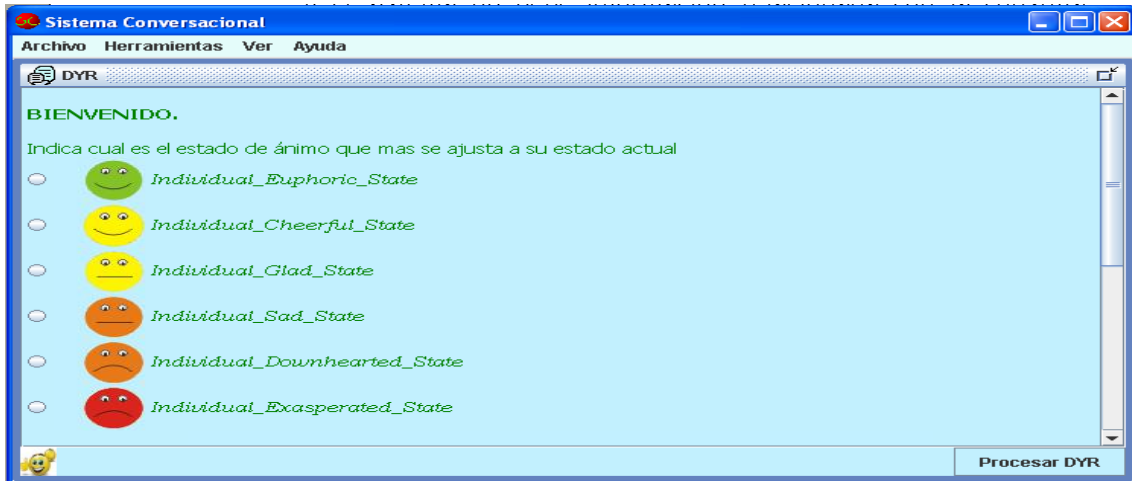 Sistema Conversacional
Archivo Herramientas Ver Ayuda
DYR
BIENVENIDO.
Indica cual es el estado de ánimo que mas se ajusta a su estado actual
Individual_Euphoric_State
Individual_Cheerful_State
Individual_Glad_State
Individual_Sad_State
Individual_Downhearted_State
Individual_Exasperated_State
Procesar DYR